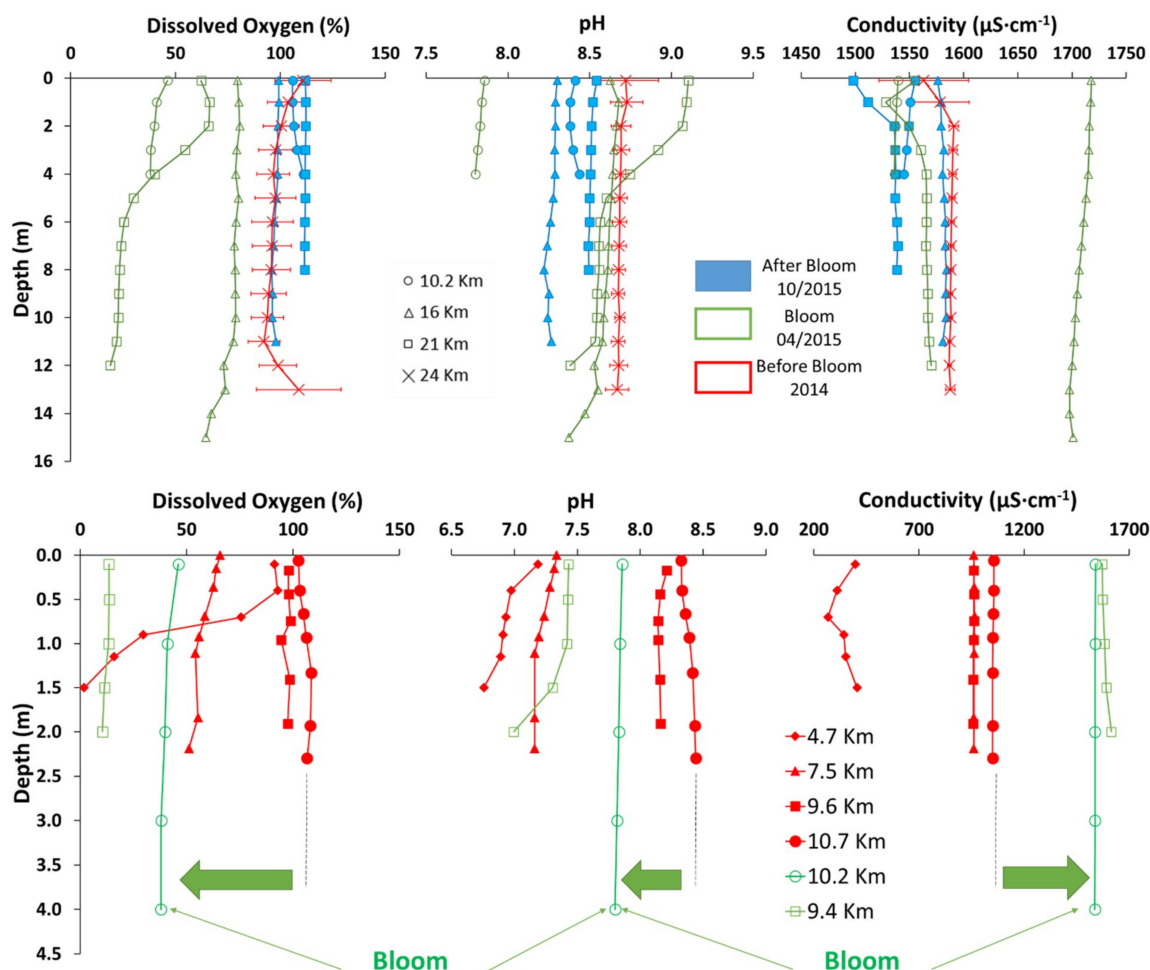 Dissolved Oxygen (%)
pH
Conductivity (µS·cm⁻¹)
0 50 100 150
7.5 8.0 8.5 9.0 9.5
1450 1500 1550 1600 1650 1700 1750
0
2
4
6
8
10
12
14
16
Depth (m)
10.2 Km
16 Km
21 Km
24 Km
After Bloom
10/2015
Bloom
04/2015
Before Bloom
2014
Dissolved Oxygen (%)
pH
Conductivity (µS·cm⁻¹)
0 50 100 150
6.5 7.0 7.5 8.0 8.5 9.0
200 700 1200 1700
0.0
0.5
1.0
1.5
2.0
2.5
3.0
3.5
4.0
4.5
Depth (m)
4.7 Km
7.5 Km
9.6 Km
10.7 Km
10.2 Km
9.4 Km
Bloom
Bloom